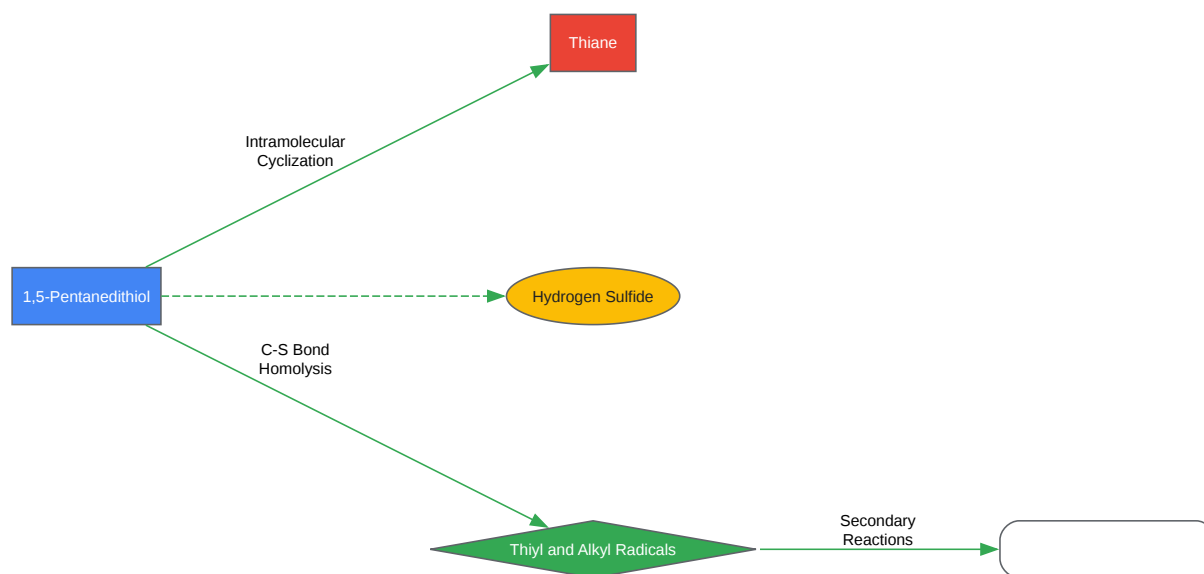 Thiane
Intramolecular
Cyclization
1,5-Pentanedithiol
Hydrogen Sulfide
C-S Bond
Homolysis
Thiyl and Alkyl Radicals
Secondary
Reactions